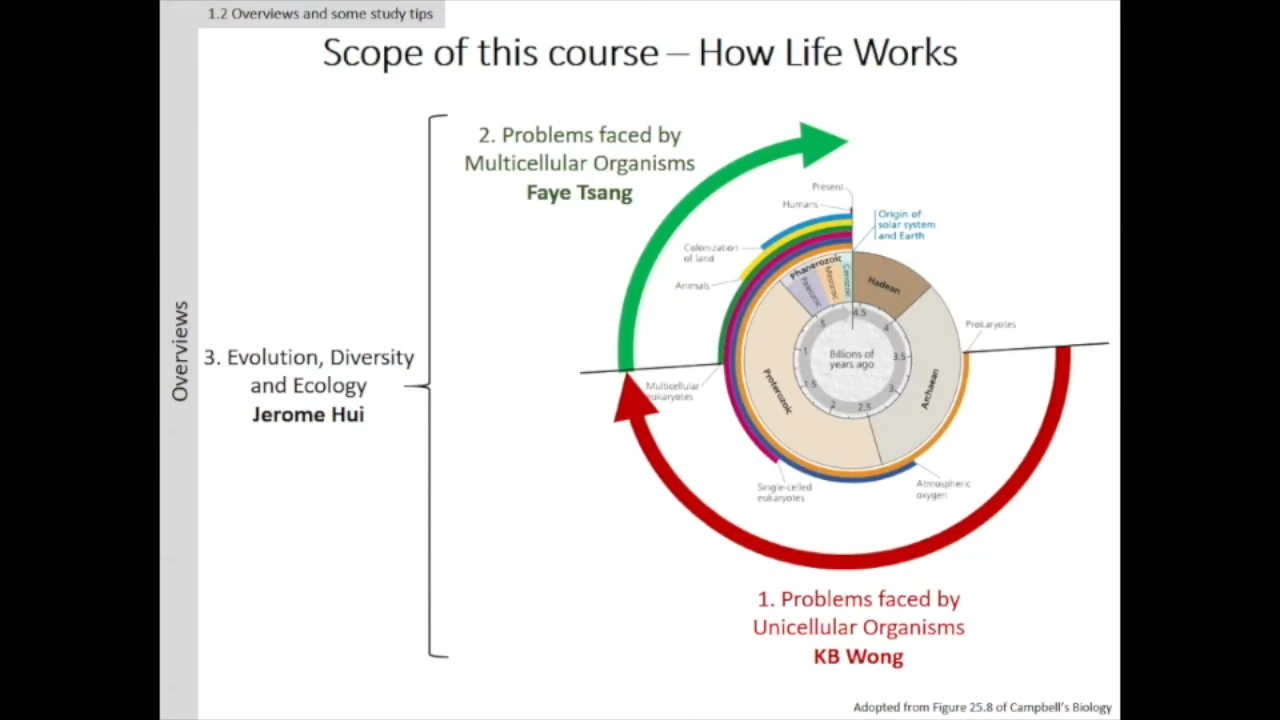 1.2 Overviews and some study tips
Scope of this course – How Life Works
Overviews
2. Problems faced by
Multicellular Organisms
Faye Tsang
3. Evolution, Diversity
and Ecology
Jerome Hui
Present
Humans
Origin of
solar system
and Earth
Colonization
of land
Animals
Phanerozoic
Paleozoic
Mesozoic
Cenozoic
Hadean
Prokaryotes
4.5
4
3.5
3
2.5
2
1.5
1
.5
Billions of
years ago
Proterozoic
Archaean
Multicellular
eukaryotes
Single-celled
eukaryotes
Atmospheric
oxygen
1. Problems faced by
Unicellular Organisms
KB Wong
Adopted from Figure 25.8 of Campbell's Biology